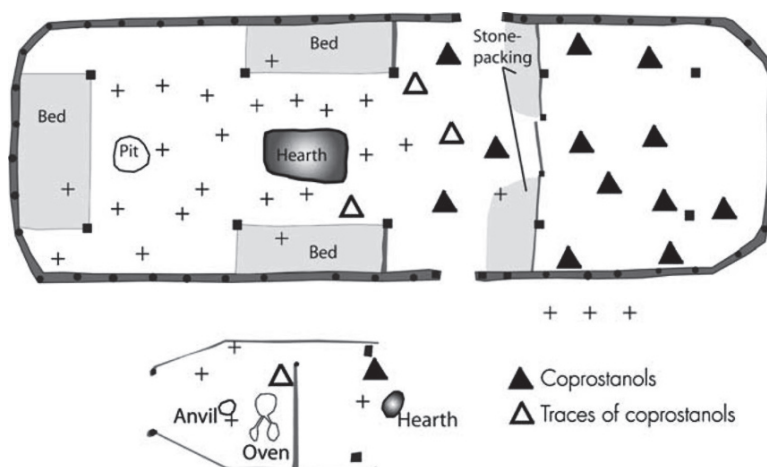 Bed
Stone-
packing
Bed
Pit
Hearth
Bed
Anvil
Oven
Hearth
Coprostanols
Traces of coprostanols